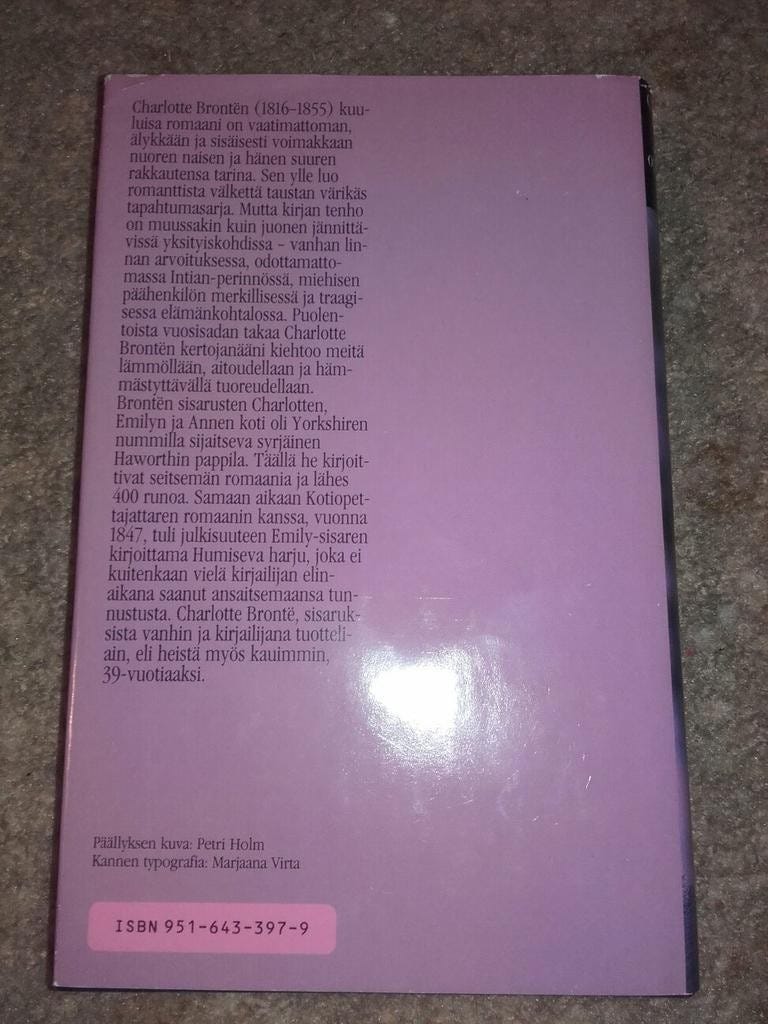 Charlotte Brontën (1816–1855) kuu-
luisa romaani on vaatimattoman,
älykkään ja sisäisesti voimakkaan
nuoren naisen ja hänen suuren
rakkautensa tarina. Sen ylle luo
romanttista välkettä taustan värikäs
tapahtumasarja. Mutta kirjan tenho
on muussakin kuin juonen jännittä-
vissä yksityiskohdissa – vanhan lin-
nan arvoituksessa, odottamatto-
massa Intian-perinnössä, miehisen
päähenkilön merkillisessä ja traagi-
sessa elämänkohtalossa. Puolen-
toista vuosisadan takaa Charlotte
Brontën kertojanääni kiehtoo meitä
lämmöllään, aitoudellaan ja häm-
mästyttävällä tuoreudellaan.
Brontën sisarusten Charlotten,
Emilyn ja Annen koti oli Yorkshiren
nummilla sijaitseva syrjäinen
Haworthin pappila. Täällä he kirjoit-
tivat seitsemän romaania ja lähes
400 runoa. Samaan aikaan Kotiopet-
tajattaren romaanin kanssa, vuonna
1847, tuli julkisuuteen Emily-sisaren
kirjoittama Humiseva harju, joka ei
kuitenkaan vielä kirjailijan elin-
aikana saanut ansaitsemaansa tun-
nustusta. Charlotte Brontë, sisaruk-
sista vanhin ja kirjailijana tuotteli-
ain, eli heistä myös kauimmin,
39-vuotiaaksi.
Päällyksen kuva: Petri Holm
Kannen typografia: Marjaana Virta
ISBN 951-643-397-9